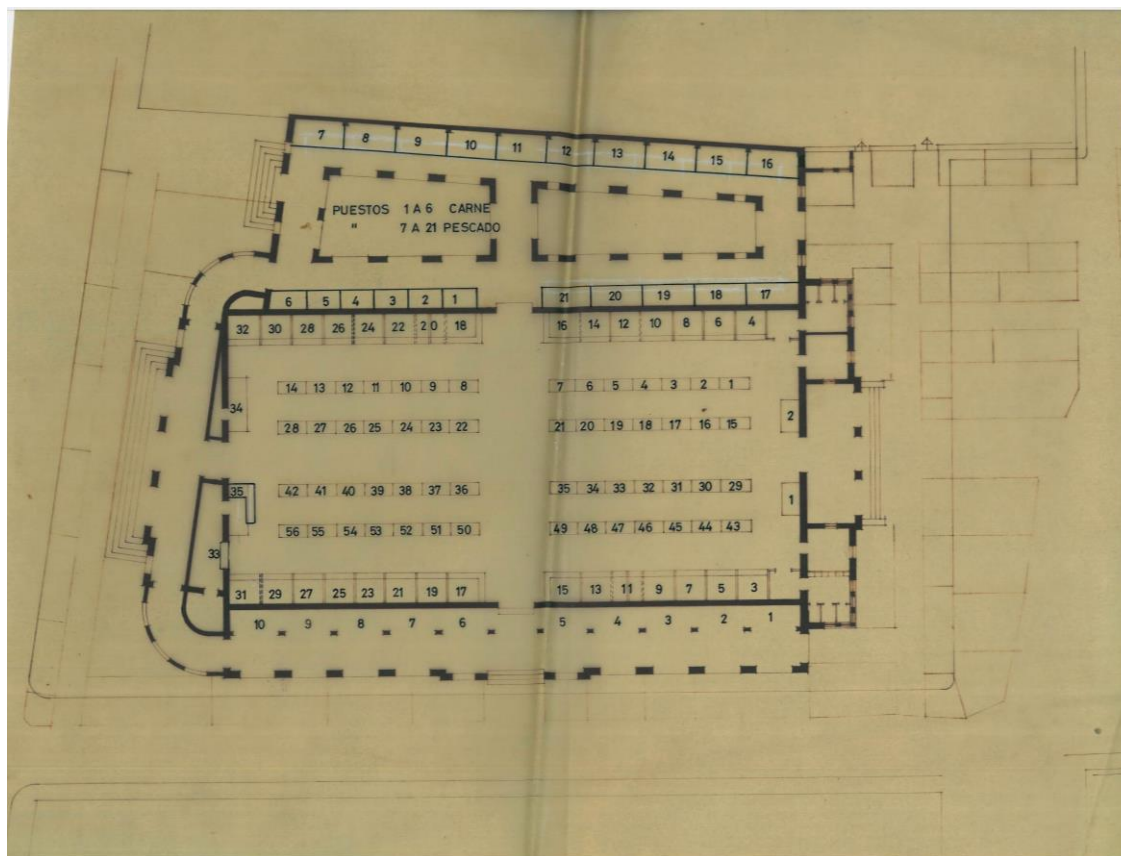 7 8 9 10 11 12 13 14 15 16
PUESTOS 1 A 6 CARNE
" 7 A 21 PESCADO
6 5 4 3 2 1 21 20 19 18 17
32 30 28 26 24 22 20 18 16 14 12 10 8 6 4
14 13 12 11 10 9 8 7 6 5 4 3 2 1
34 2
28 27 26 25 24 23 22 21 20 19 18 17 16 15
35 42 41 40 39 38 37 36 35 34 33 32 31 30 29
1
56 55 54 53 52 51 50 49 48 47 46 45 44 43
33
31 29 27 25 23 21 19 17 15 13 11 9 7 5 3
10 9 8 7 6 5 4 3 2 1